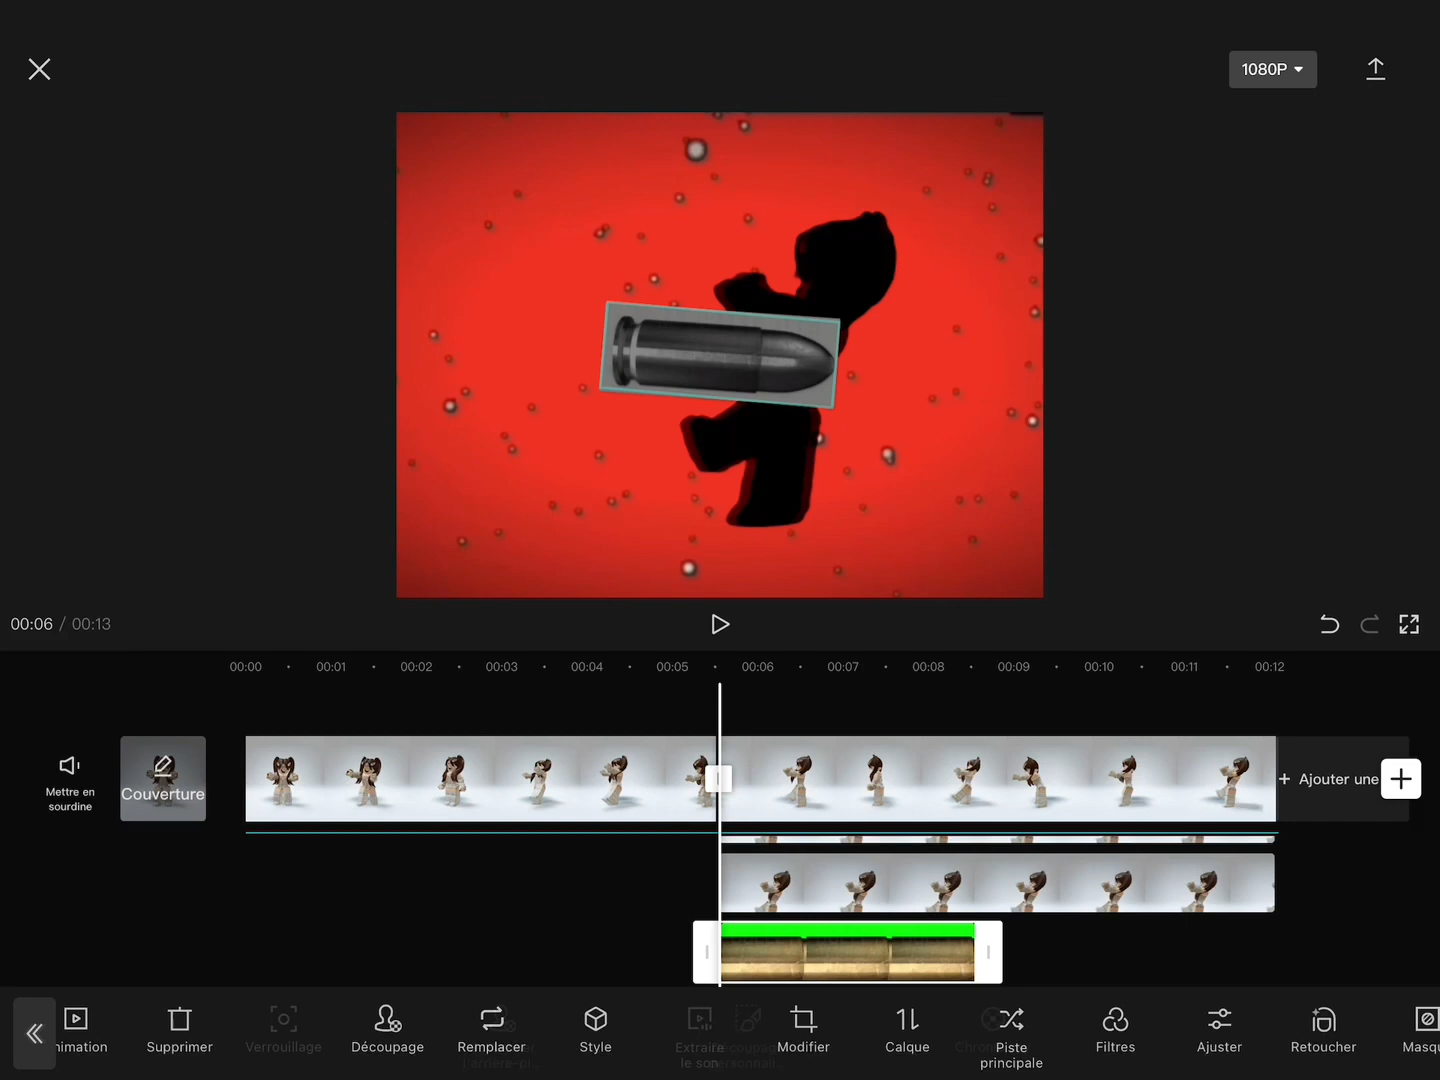 1080P
00:06 / 00:13
00:00 00:01 00:02 00:03 00:04 00:05 00:06 00:07 00:08 00:09 00:10 00:11 00:12
Mettre en
sourdine
Couverture
+ Ajouter une
nimation
Supprimer
Verrouillage
Découpage
Remplacer
Style
Extraire
le son
Modifier
Calque
Piste
principale
Filtres
Ajuster
Retoucher
Masqu